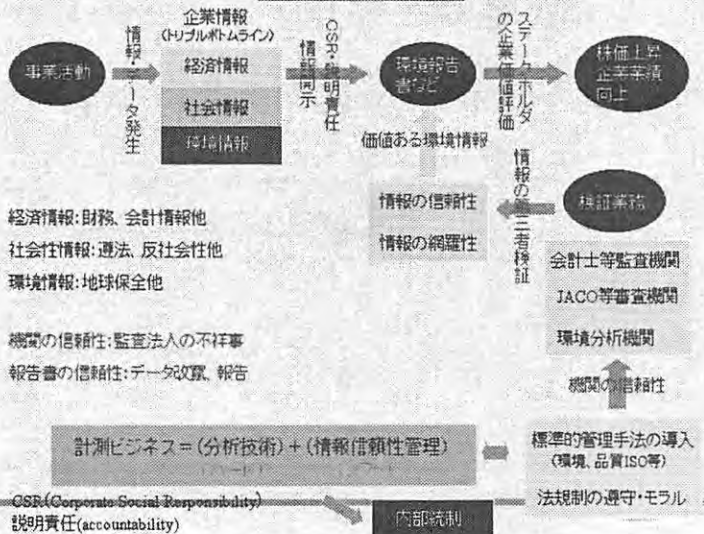 企業情報
(トリプルボトムライン)
事業活動
情報・データ発生
経済情報
社会情報
環境情報
CSR・説明責任
情報開示
環境報告
書など
ステークホルダ
の企業価値評価
株価上昇
企業業績
向上
価値ある環境情報
情報の信頼性
情報の網羅性
情報の第三者検証
検証業務
会計士等監査機関
JACO等審査機関
環境分析機関
機関の信頼性
経済情報:財務、会計情報他
社会性情報:遵法、反社会性他
環境情報:地球保全他
機関の信頼性:監査法人の不祥事
報告書の信頼性:データ改竄、報告
計測ビジネス=(分析技術)+(情報信頼性管理)
標準的管理手法の導入
(環境、品質ISO等)
法規制の遵守・モラル
CSR(Corporate Social Responsibility)
説明責任(accountability)
内部統制